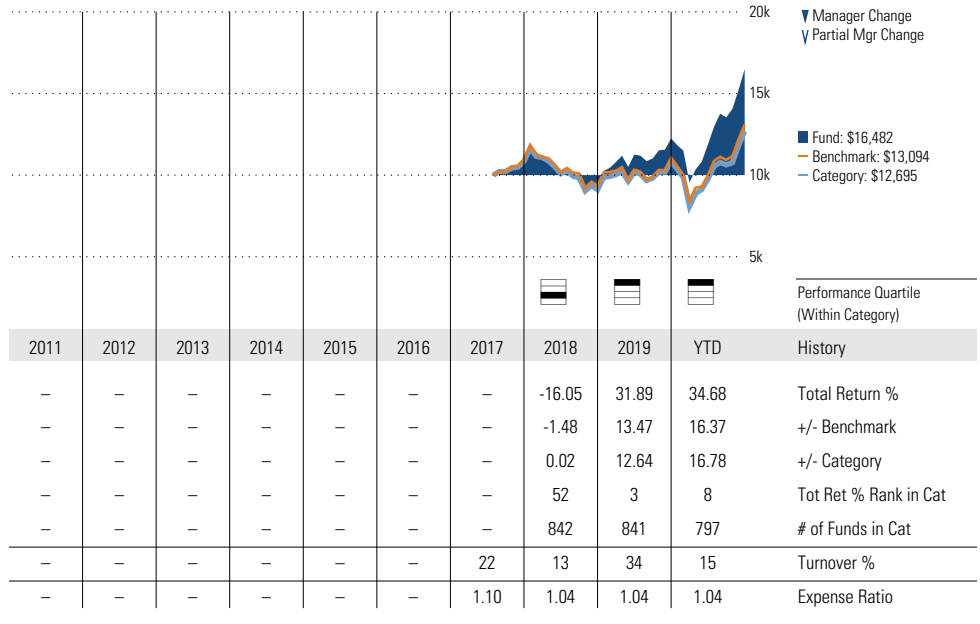 20k
15k
10k
5k
Manager Change
Partial Mgr Change
Fund: $16,482
Benchmark: $13,094
Category: $12,695
Performance Quartile
(Within Category)
2011 2012 2013 2014 2015 2016 2017 2018 2019 YTD History
– – – – – – – -16.05 31.89 34.68 Total Return %
– – – – – – – -1.48 13.47 16.37 +/- Benchmark
– – – – – – – 0.02 12.64 16.78 +/- Category
– – – – – – – 52 3 8 Tot Ret % Rank in Cat
– – – – – – – 842 841 797 # of Funds in Cat
– – – – – – 22 13 34 15 Turnover %
– – – – – – 1.10 1.04 1.04 1.04 Expense Ratio